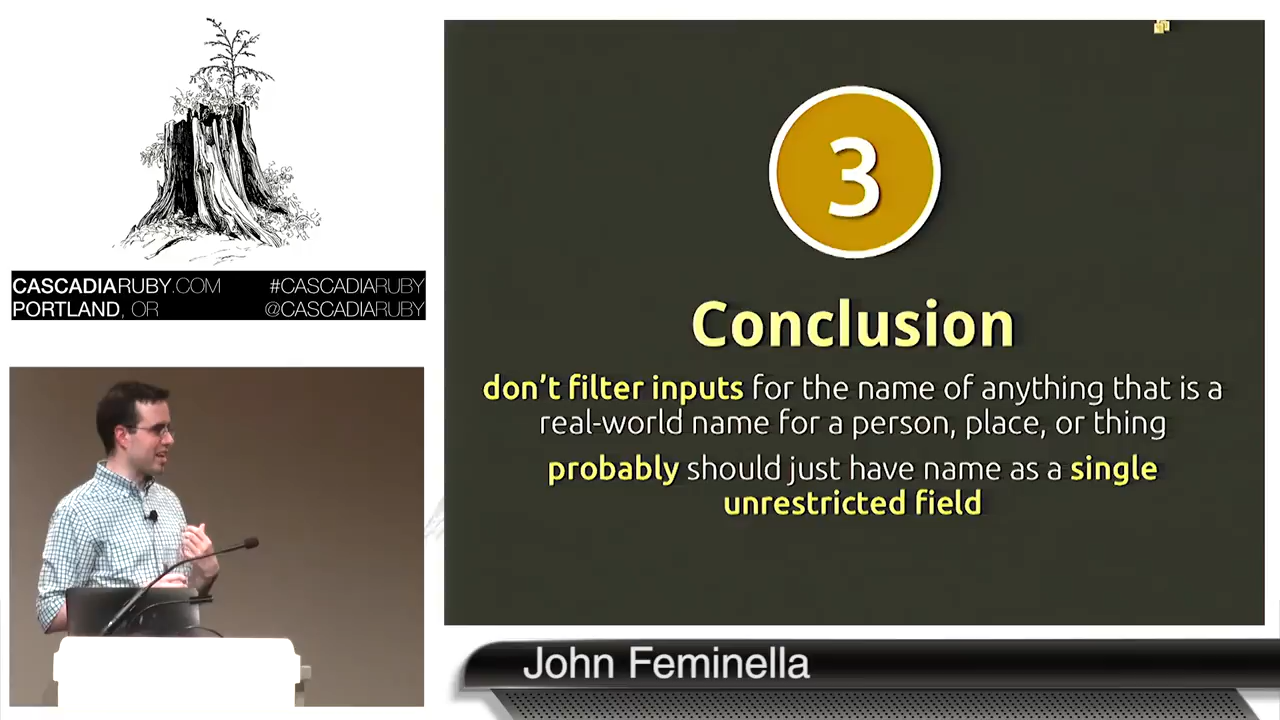 CASCADIARUBY.COM #CASCADIARUBY
PORTLAND, OR @CASCADIARUBY
3
Conclusion
don't filter inputs for the name of anything that is a
real-world name for a person, place, or thing
probably should just have name as a single
unrestricted field
John Feminella